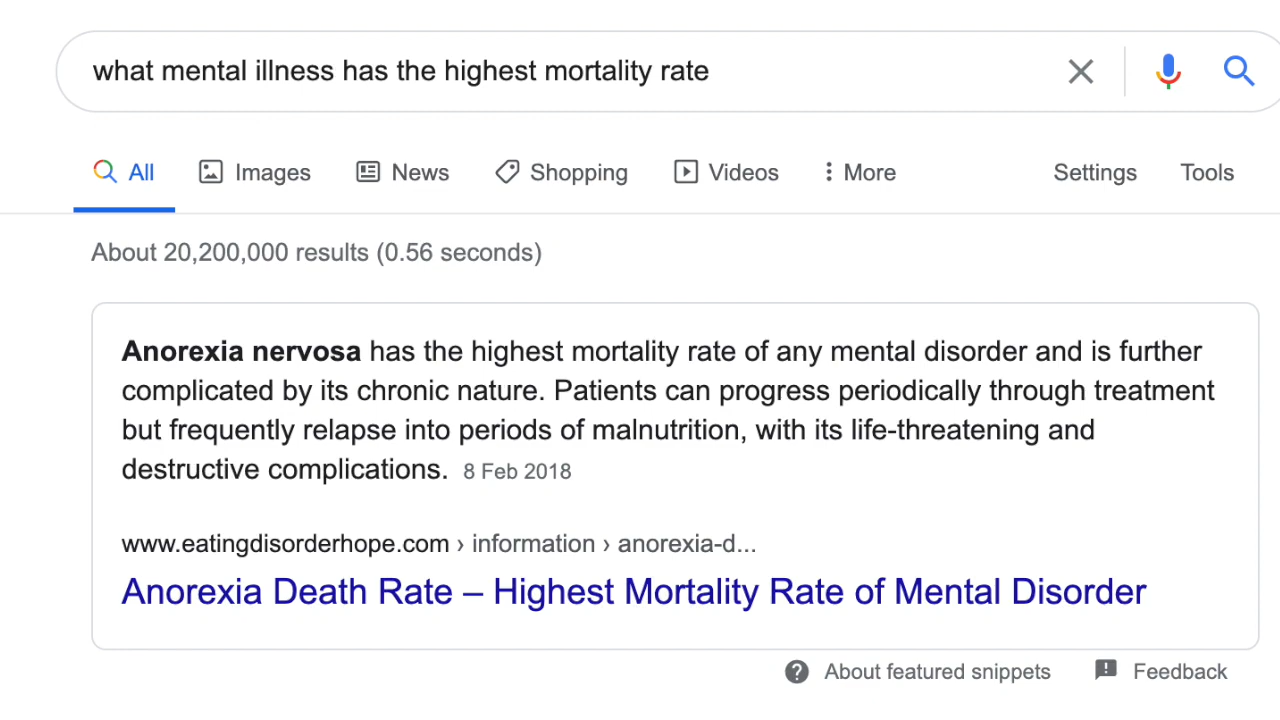 what mental illness has the highest mortality rate
All Images News Shopping Videos More Settings Tools
About 20,200,000 results (0.56 seconds)
Anorexia nervosa has the highest mortality rate of any mental disorder and is further
complicated by its chronic nature. Patients can progress periodically through treatment
but frequently relapse into periods of malnutrition, with its life-threatening and
destructive complications. 8 Feb 2018
www.eatingdisorderhope.com › information › anorexia-d...
Anorexia Death Rate – Highest Mortality Rate of Mental Disorder
About featured snippets Feedback